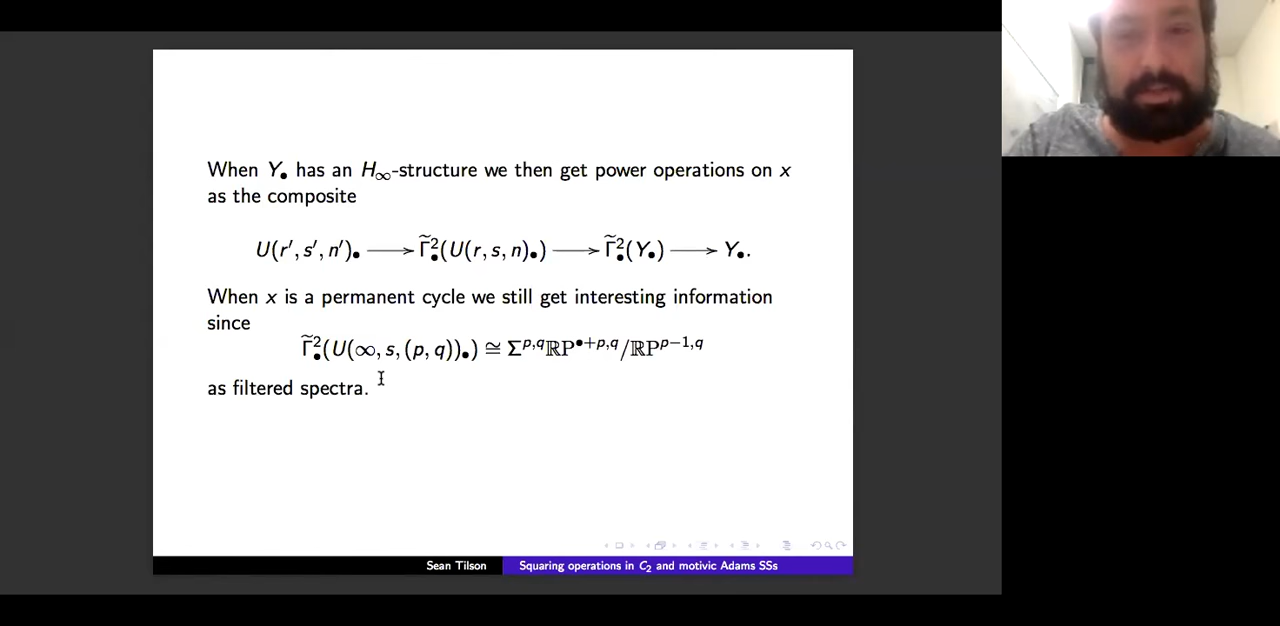 When Y• has an H∞-structure we then get power operations on x
as the composite
U(r′, s′, n′)• ⟶ Γ̃²•(U(r, s, n)•) ⟶ Γ̃²•(Y•) ⟶ Y•.
When x is a permanent cycle we still get interesting information
since
Γ̃²•(U(∞, s, (p, q))•) ≅ Σ^{p,q}ℝP^{•+p,q}/ℝP^{p−1,q}
as filtered spectra.
Sean Tilson
Squaring operations in C₂ and motivic Adams SSs